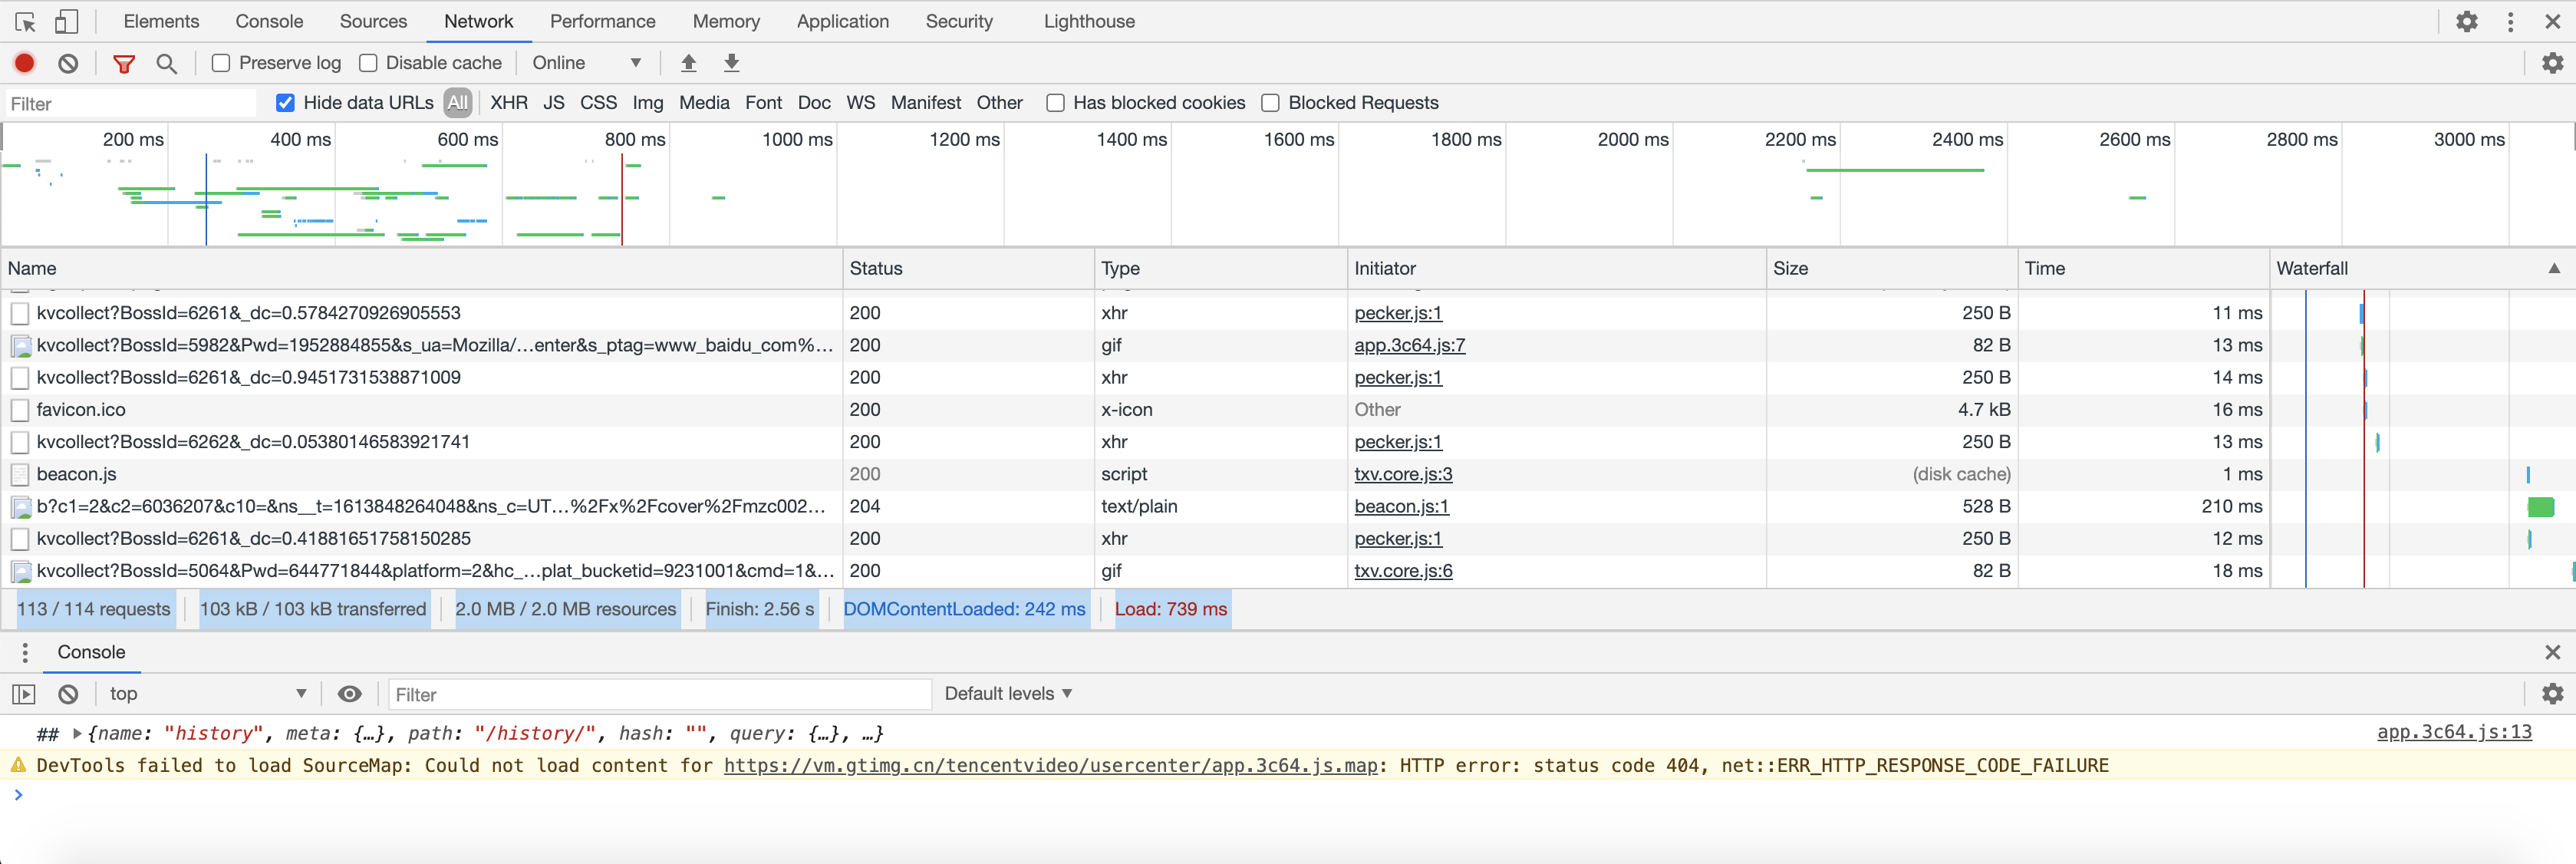 Elements Console Sources Network Performance Memory Application Security Lighthouse
Preserve log Disable cache Online
Filter Hide data URLs All XHR JS CSS Img Media Font Doc WS Manifest Other Has blocked cookies Blocked Requests
200 ms 400 ms 600 ms 800 ms 1000 ms 1200 ms 1400 ms 1600 ms 1800 ms 2000 ms 2200 ms 2400 ms 2600 ms 2800 ms 3000 ms
Name Status Type Initiator Size Time Waterfall
kvcollect?BossId=6261&_dc=0.5784270926905553 200 xhr pecker.js:1 250 B 11 ms
kvcollect?BossId=5982&Pwd=1952884855&s_ua=Mozilla/…enter&s_ptag=www_baidu_com%... 200 gif app.3c64.js:7 82 B 13 ms
kvcollect?BossId=6261&_dc=0.9451731538871009 200 xhr pecker.js:1 250 B 14 ms
favicon.ico 200 x-icon Other 4.7 kB 16 ms
kvcollect?BossId=6262&_dc=0.05380146583921741 200 xhr pecker.js:1 250 B 13 ms
beacon.js 200 script txv.core.js:3 (disk cache) 1 ms
b?c1=2&c2=6036207&c10=&ns__t=1613848264048&ns_c=UT…%2Fx%2Fcover%2Fmzc002... 204 text/plain beacon.js:1 528 B 210 ms
kvcollect?BossId=6261&_dc=0.41881651758150285 200 xhr pecker.js:1 250 B 12 ms
kvcollect?BossId=5064&Pwd=644771844&platform=2&hc_…plat_bucketid=9231001&cmd=1&... 200 gif txv.core.js:6 82 B 18 ms
113 / 114 requests 103 kB / 103 kB transferred 2.0 MB / 2.0 MB resources Finish: 2.56 s DOMContentLoaded: 242 ms Load: 739 ms
Console
top Filter Default levels
## {name: "history", meta: {…}, path: "/history/", hash: "", query: {…}, …} app.3c64.js:13
DevTools failed to load SourceMap: Could not load content for https://vm.gtimg.cn/tencentvideo/usercenter/app.3c64.js.map: HTTP error: status code 404, net::ERR_HTTP_RESPONSE_CODE_FAILURE